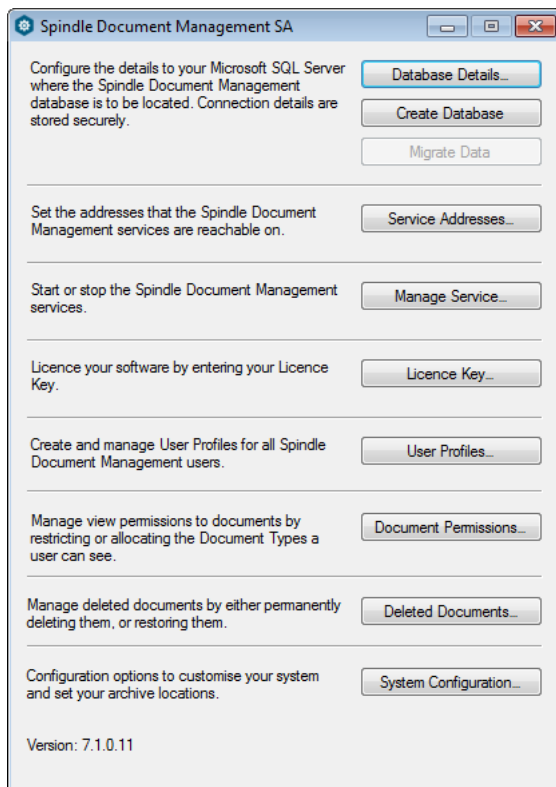 Spindle Document Management SA
Configure the details to your Microsoft SQL Server
where the Spindle Document Management
database is to be located. Connection details are
stored securely.
Database Details...
Create Database
Migrate Data
Set the addresses that the Spindle Document
Management services are reachable on.
Service Addresses...
Start or stop the Spindle Document Management
services.
Manage Service...
Licence your software by entering your Licence
Key.
Licence Key...
Create and manage User Profiles for all Spindle
Document Management users.
User Profiles...
Manage view permissions to documents by
restricting or allocating the Document Types a
user can see.
Document Permissions...
Manage deleted documents by either permanently
deleting them, or restoring them.
Deleted Documents...
Configuration options to customise your system
and set your archive locations.
System Configuration...
Version: 7.1.0.11